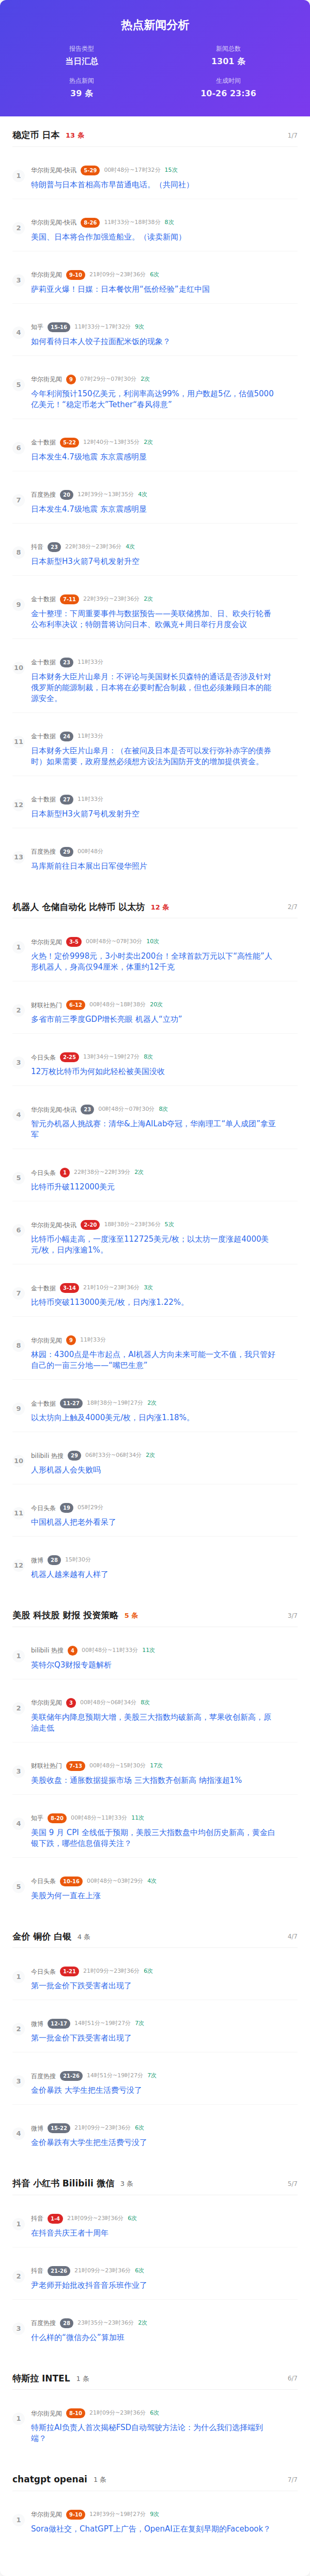 热点新闻分析
报告类型
新闻总数
当日汇总
1301 条
热点新闻
生成时间
39 条
10-26 23:36
稳定币 日本 13 条 1/7
1
华尔街见闻-快讯 5-29 00时48分~17时32分 15次
特朗普与日本首相高市早苗通电话。（共同社）
2
华尔街见闻-快讯 8-26 11时33分~18时38分 8次
美国、日本将合作加强造船业。（读卖新闻）
3
华尔街见闻 9-10 21时09分~23时36分 6次
萨莉亚火爆！日媒：日本餐饮用“低价经验”走红中国
4
知乎 15-16 11时33分~17时32分 9次
如何看待日本人饺子拉面配米饭的现象？
5
华尔街见闻 9 07时29分~07时30分 2次
今年利润预计150亿美元，利润率高达99%，用户数超5亿，估值5000
亿美元！“稳定币老大”Tether“春风得意”
6
金十数据 5-22 12时40分~13时35分 2次
日本发生4.7级地震 东京震感明显
7
百度热搜 20 12时39分~13时35分 4次
日本发生4.7级地震 东京震感明显
8
抖音 23 22时38分~23时36分 4次
日本新型H3火箭7号机发射升空
9
金十数据 7-11 22时39分~23时36分 2次
金十整理：下周重要事件与数据预告——美联储携加、日、欧央行轮番
公布利率决议；特朗普将访问日本、欧佩克+周日举行月度会议
10
金十数据 23 11时33分
日本财务大臣片山皋月：不评论与美国财长贝森特的通话是否涉及针对
俄罗斯的能源制裁，日本将在必要时配合制裁，但也必须兼顾日本的能
源安全。
11
金十数据 24 11时33分
日本财务大臣片山皋月：（在被问及日本是否可以发行弥补赤字的债券
时）如果需要，政府显然必须想方设法为国防开支的增加提供资金。
12
金十数据 27 11时33分
日本新型H3火箭7号机发射升空
13
百度热搜 29 00时48分
马库斯前往日本展出日军侵华照片
机器人 仓储自动化 比特币 以太坊 12 条 2/7
1
华尔街见闻 3-5 00时48分~07时30分 10次
火热！定价9998元，3小时卖出200台！全球首款万元以下“高性能”人
形机器人，身高仅94厘米，体重约12千克
2
财联社热门 6-12 00时48分~18时38分 20次
多省市前三季度GDP增长亮眼 机器人“立功”
3
今日头条 2-25 13时34分~19时27分 8次
12万枚比特币为何如此轻松被美国没收
4
华尔街见闻-快讯 23 00时48分~07时30分 8次
智元办机器人挑战赛：清华&上海AILab夺冠，华南理工“单人成团”拿亚
军
5
今日头条 1 22时38分~22时39分 2次
比特币升破112000美元
6
华尔街见闻-快讯 2-20 18时38分~23时36分 5次
比特币小幅走高，一度涨至112725美元/枚；以太坊一度涨超4000美
元/枚，日内涨逾1%。
7
金十数据 3-14 21时10分~23时36分 3次
比特币突破113000美元/枚，日内涨1.22%。
8
华尔街见闻 9 11时33分
林园：4300点是牛市起点，AI机器人方向未来可能一文不值，我只管好
自己的一亩三分地——“嘴巴生意”
9
金十数据 11-27 18时38分~19时27分 2次
以太坊向上触及4000美元/枚，日内涨1.18%。
10
bilibili 热搜 29 06时33分~06时34分 2次
人形机器人会失败吗
11
今日头条 19 05时29分
中国机器人把老外看呆了
12
微博 28 15时30分
机器人越来越有人样了
美股 科技股 财报 投资策略 5 条 3/7
1
bilibili 热搜 4 00时48分~11时33分 11次
英特尔Q3财报专题解析
2
华尔街见闻 3 00时48分~06时34分 8次
美联储年内降息预期大增，美股三大指数均破新高，苹果收创新高，原
油走低
3
财联社热门 7-13 00时48分~15时30分 17次
美股收盘：通胀数据提振市场 三大指数齐创新高 纳指涨超1%
4
知乎 8-20 00时48分~11时33分 11次
美国 9 月 CPI 全线低于预期，美股三大指数盘中均创历史新高，黄金白
银下跌，哪些信息值得关注？
5
今日头条 10-16 00时48分~03时29分 4次
美股为何一直在上涨
金价 铜价 白银 4 条 4/7
1
今日头条 1-21 21时09分~23时36分 6次
第一批金价下跌受害者出现了
2
微博 12-17 14时51分~19时27分 7次
第一批金价下跌受害者出现了
3
百度热搜 21-26 14时51分~19时27分 7次
金价暴跌 大学生把生活费亏没了
4
微博 15-22 21时09分~23时36分 6次
金价暴跌有大学生把生活费亏没了
抖音 小红书 Bilibili 微信 3 条 5/7
1
抖音 1-4 21时09分~23时36分 6次
在抖音共庆王者十周年
2
抖音 21-26 21时09分~23时36分 6次
尹老师开始批改抖音音乐班作业了
3
百度热搜 28 23时35分~23时36分 2次
什么样的“微信办公”算加班
特斯拉 INTEL 1 条 6/7
1
华尔街见闻 8-10 21时09分~23时36分 6次
特斯拉AI负责人首次揭秘FSD自动驾驶方法论：为什么我们选择端到
端？
chatgpt openai 1 条 7/7
1
华尔街见闻 9-10 12时39分~19时27分 9次
Sora做社交，ChatGPT上广告，OpenAI正在复刻早期的Facebook？